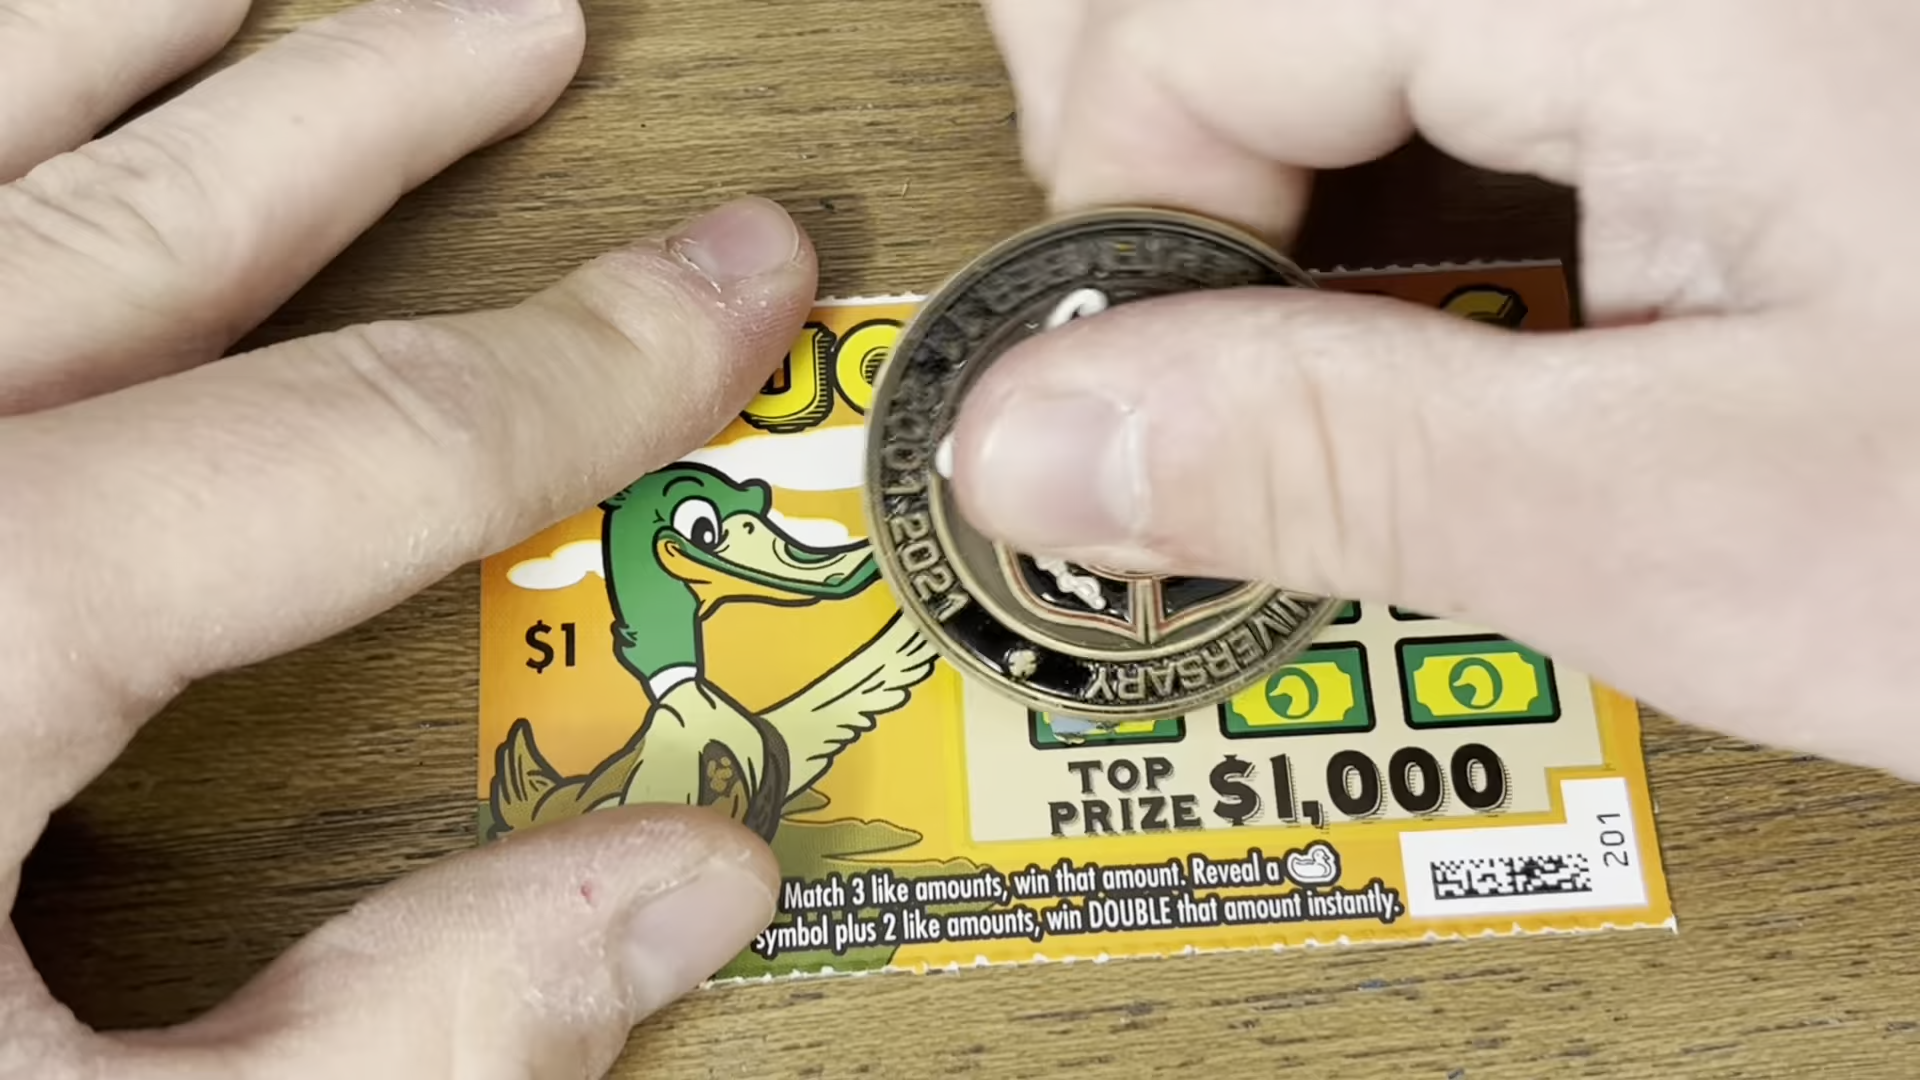 2001-2021
ANNIVERSARY
$1
TOP
PRIZE $1,000
201
Match 3 like amounts, win that amount. Reveal a
symbol plus 2 like amounts, win DOUBLE that amount instantly.